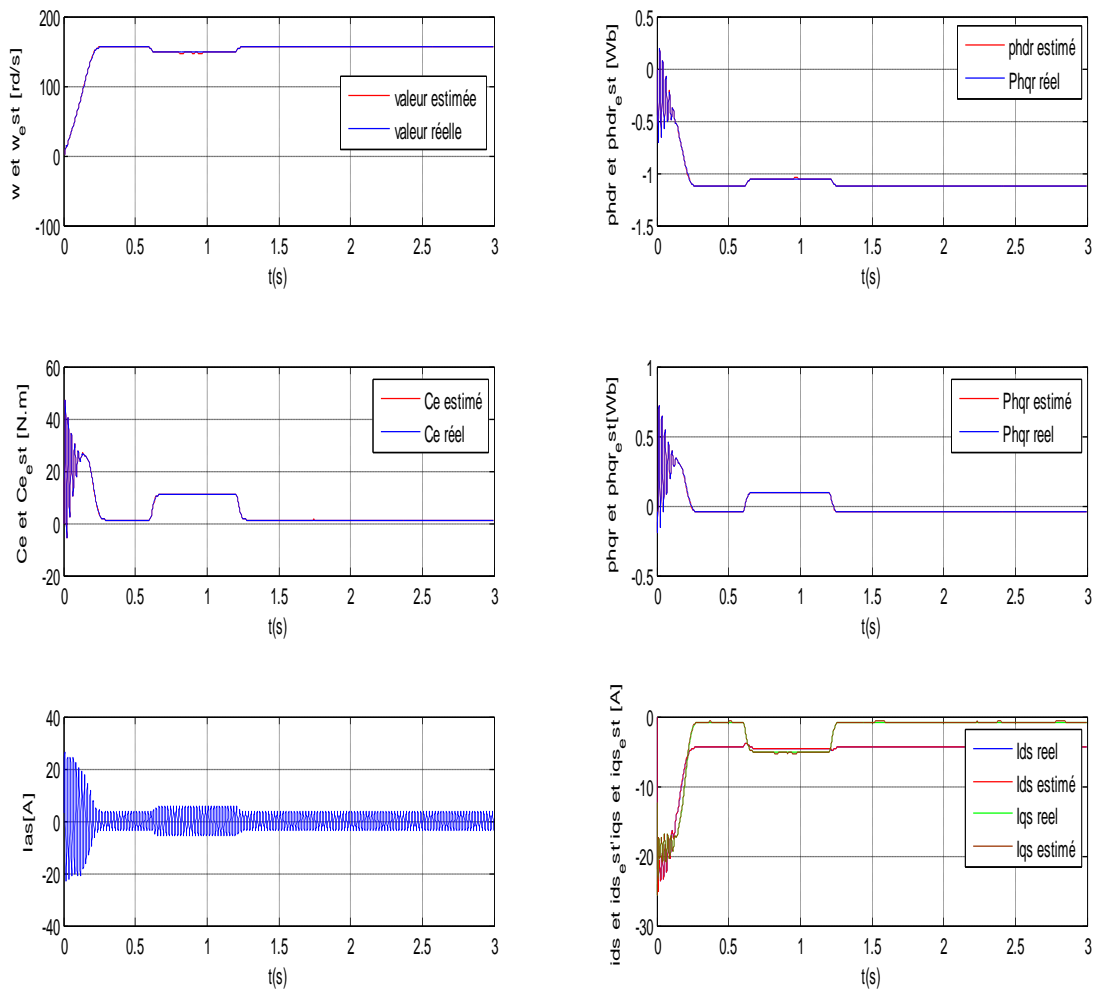 w et w_est [rd/s]
200
100
0
-100
valeur estimée
valeur réelle
0 0.5 1 1.5 2 2.5 3
t(s)
phdr et phdr_est [Wb]
0.5
0
-0.5
-1
-1.5
phdr estimé
Phqr réel
0 0.5 1 1.5 2 2.5 3
t(s)
Ce et Ce_est [N.m]
60
40
20
0
-20
Ce estimé
Ce réel
0 0.5 1 1.5 2 2.5 3
t(s)
phqr et phqr_est[Wb]
1
0.5
0
-0.5
Phqr estimé
Phqr reel
0 0.5 1 1.5 2 2.5 3
t(s)
Ias[A]
40
20
0
-20
-40
0 0.5 1 1.5 2 2.5 3
t(s)
ids et ids_est'iqs et iqs_est [A]
0
-10
-20
-30
Ids reel
Ids estimé
Iqs reel
Iqs estimé
0 0.5 1 1.5 2 2.5 3
t(s)